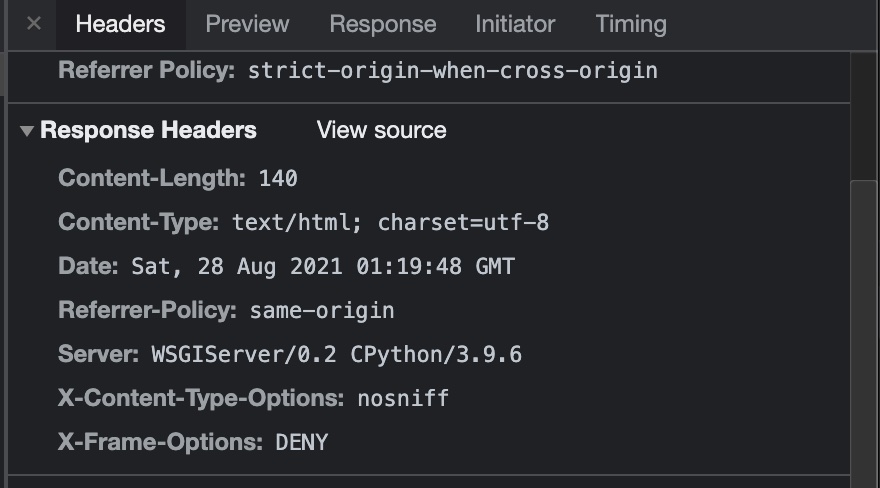 × Headers Preview Response Initiator Timing
Referrer Policy: strict-origin-when-cross-origin
▼ Response Headers View source
Content-Length: 140
Content-Type: text/html; charset=utf-8
Date: Sat, 28 Aug 2021 01:19:48 GMT
Referrer-Policy: same-origin
Server: WSGIServer/0.2 CPython/3.9.6
X-Content-Type-Options: nosniff
X-Frame-Options: DENY